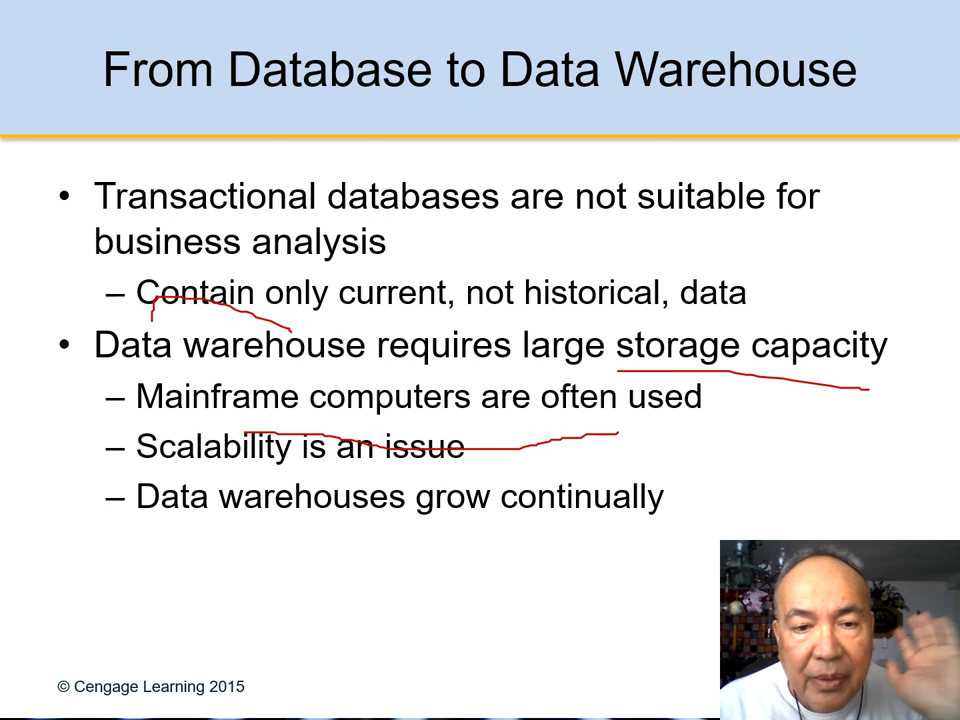 From Database to Data Warehouse
• Transactional databases are not suitable for
business analysis
– Contain only current, not historical, data
• Data warehouse requires large storage capacity
– Mainframe computers are often used
– Scalability is an issue
– Data warehouses grow continually
© Cengage Learning 2015